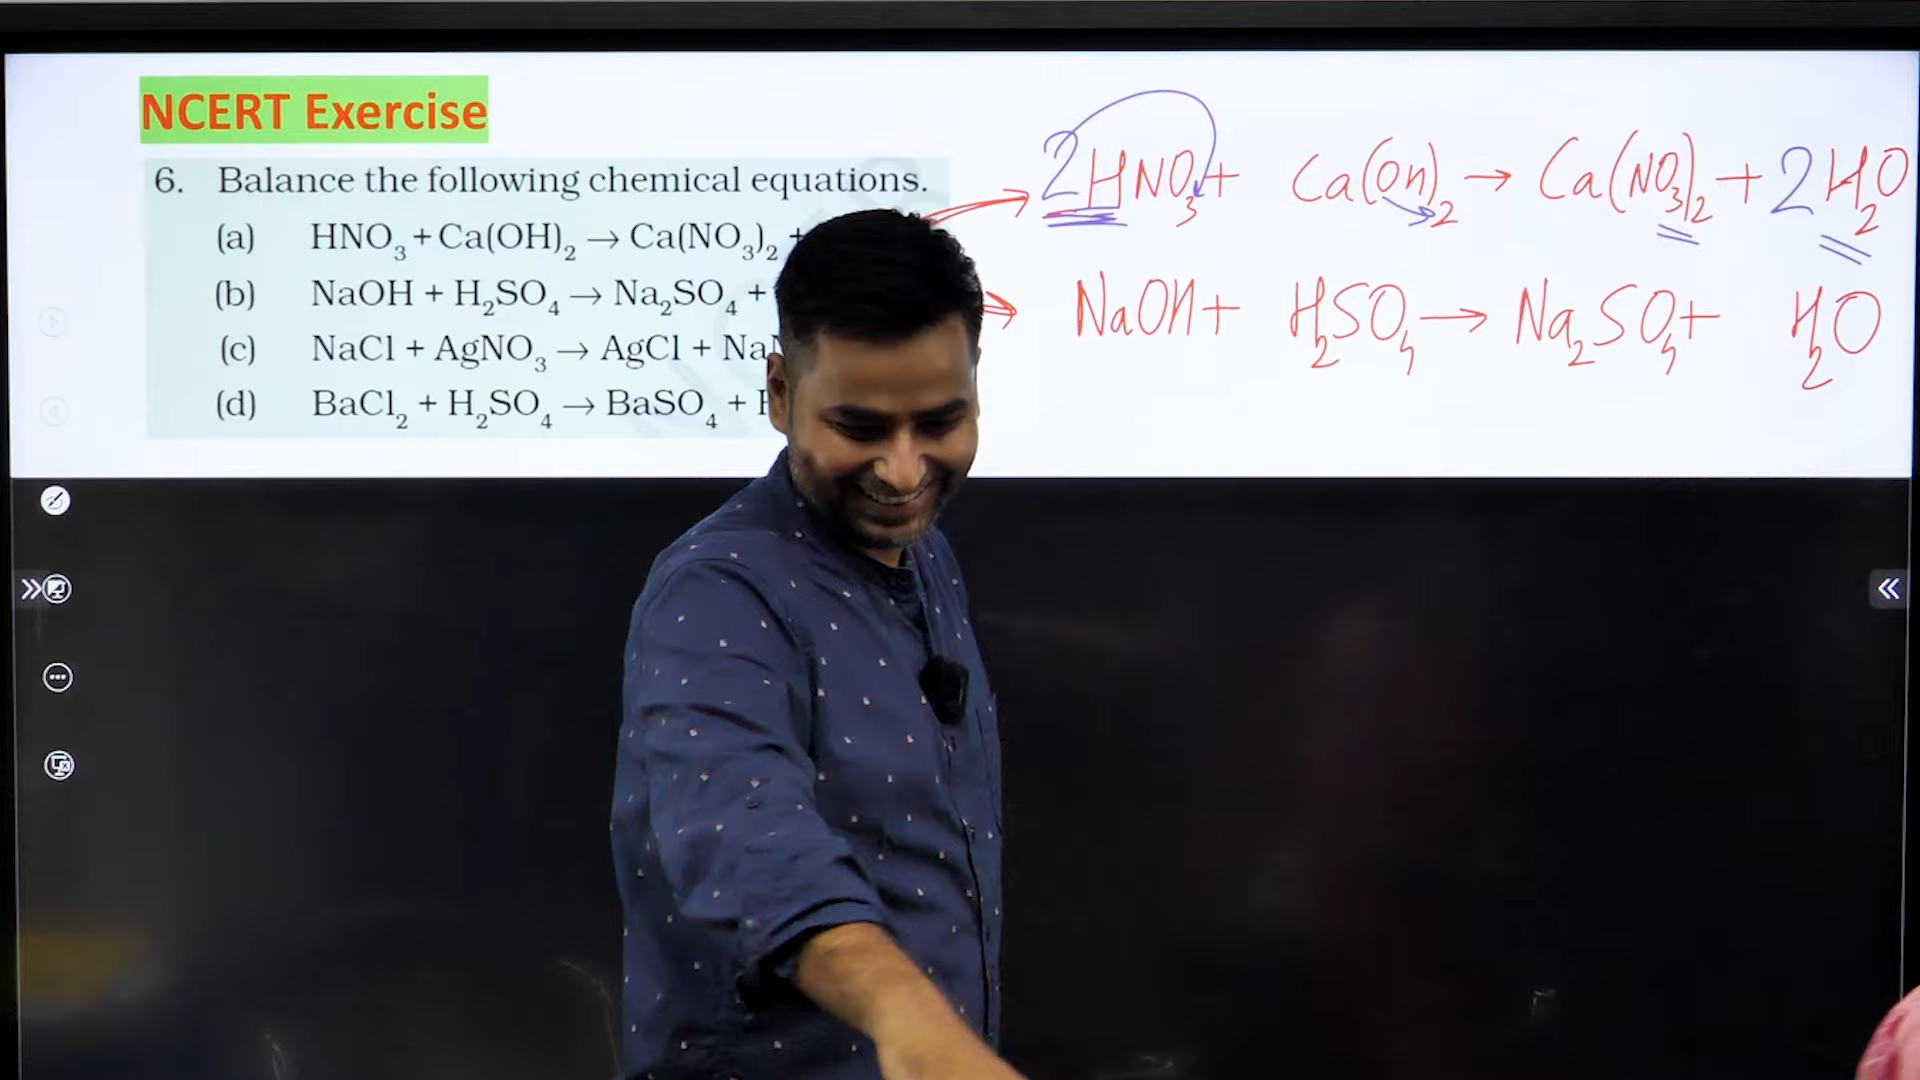 NCERT Exercise
6. Balance the following chemical equations.
(a) HNO₃ + Ca(OH)₂ → Ca(NO₃)₂ +
(b) NaOH + H₂SO₄ → Na₂SO₄ +
(c) NaCl + AgNO₃ → AgCl + NaN
(d) BaCl₂ + H₂SO₄ → BaSO₄ +
2HNO₃ + Ca(OH)₂ → Ca(NO₃)₂ + 2H₂O
NaOH + H₂SO₄ → Na₂SO₄ + H₂O